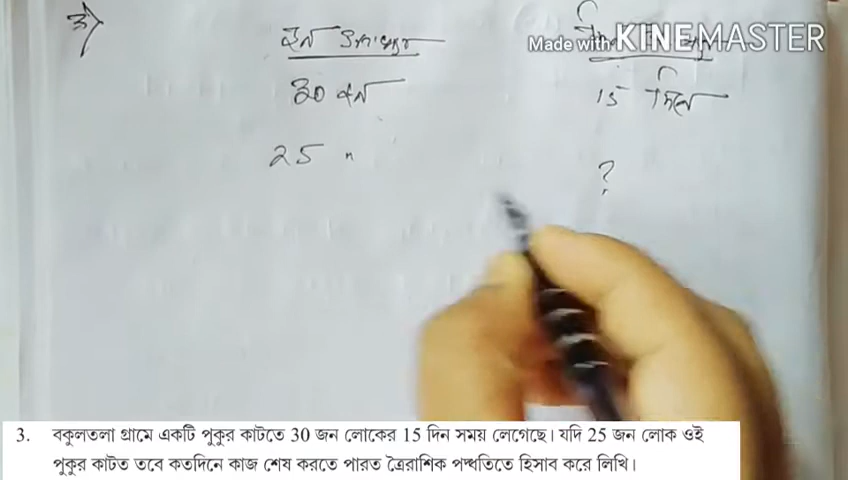 ৩)
জন সংখ্যা
Made with KINEMASTER
30 জন
15 দিনে
25 "
?
3. বকুলতলা গ্রামে একটি পুকুর কাটতে 30 জন লোকের 15 দিন সময় লেগেছে। যদি 25 জন লোক ওই
পুকুর কাটত তবে কতদিনে কাজ শেষ করতে পারত ত্রৈরাশিক পদ্ধতিতে হিসাব করে লিখি।